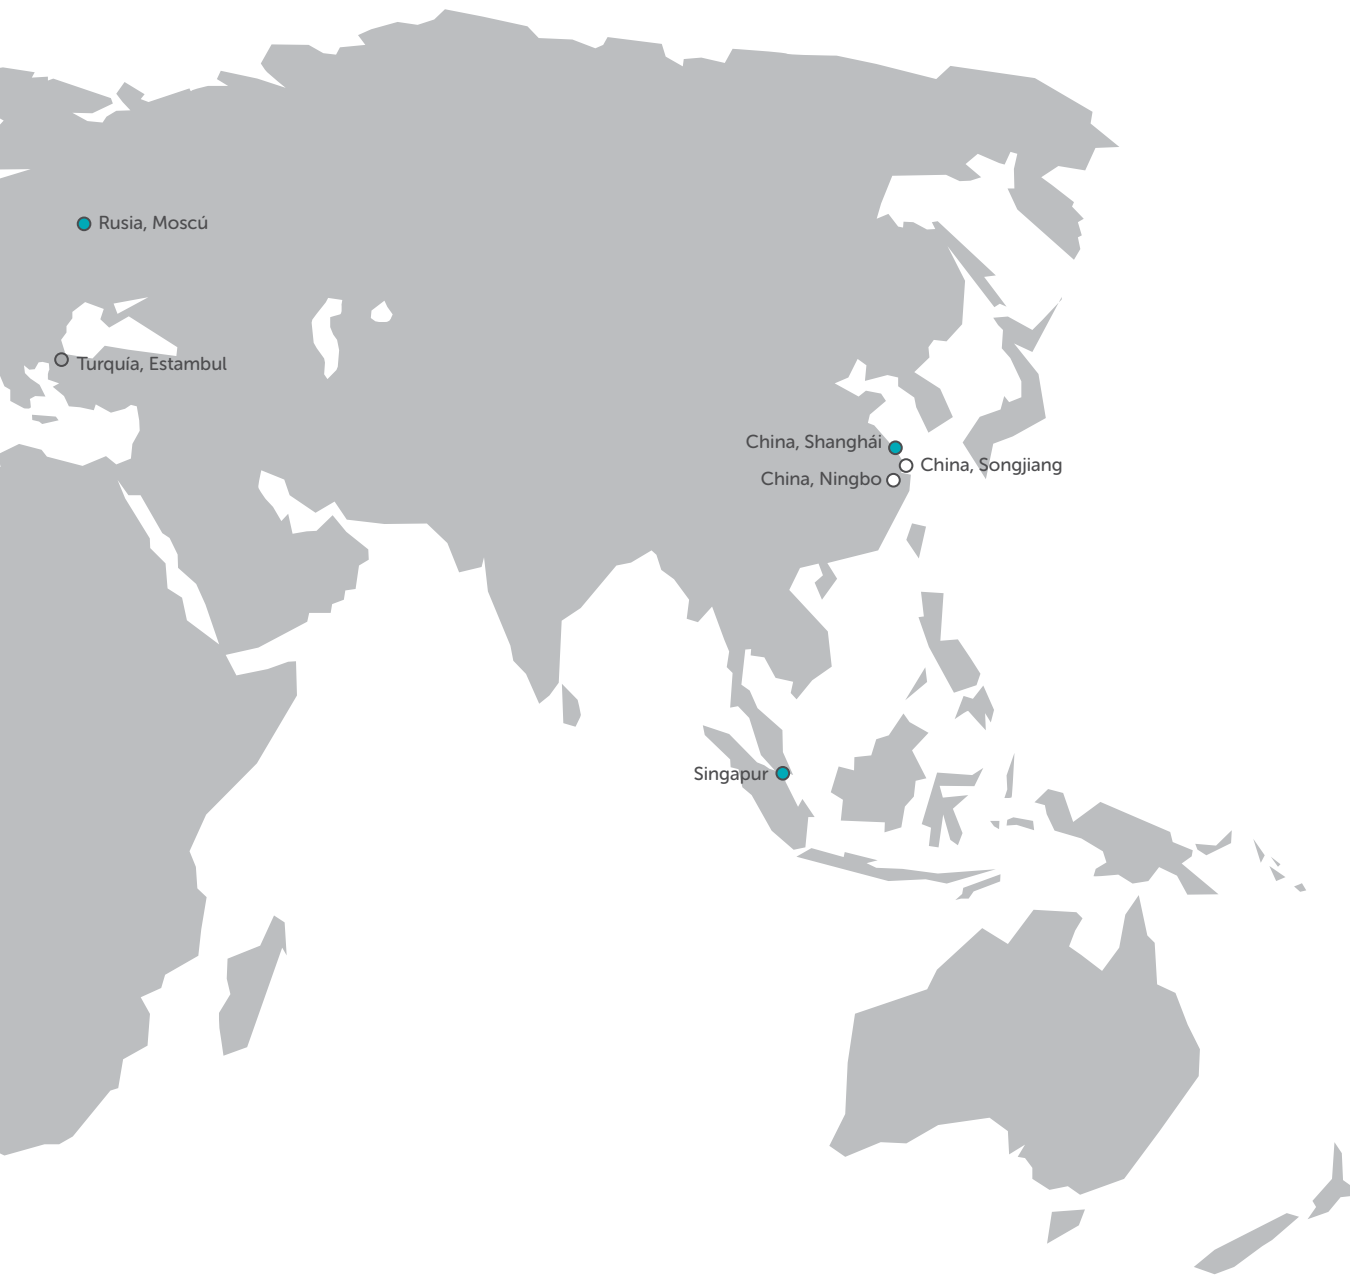 Rusia, Moscú
Turquía, Estambul
China, Shanghái
China, Songjiang
China, Ningbo
Singapur